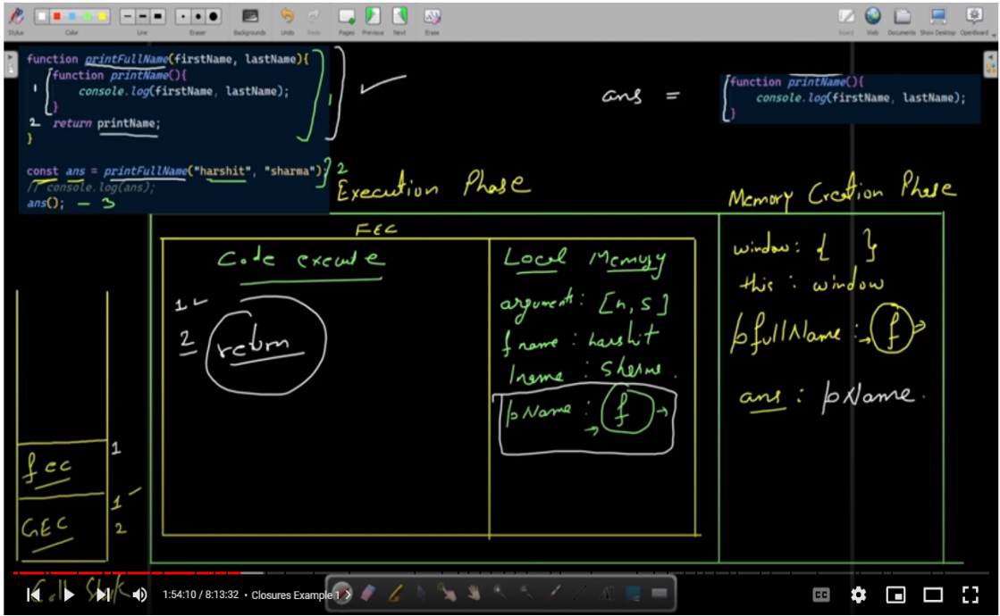 Stylus Color Line Eraser Backgrounds Undo Redo Pages Previous Next Erase Board Web Documents Show Desktop OpenBoard
function printFullName(firstName, lastName){
1 function printName(){
console.log(firstName, lastName);
}
2 return printName;
}
1
const ans = printFullName("harshit", "sharma"); 2
// console.log(ans);
ans(); - 3
ans =
function printName(){
console.log(firstName, lastName);
}
Execution Phase
Memory Creation Phase
FEC
Code execute
1
2 return
Local Memory
arguments: [h, s]
fname : harshit
lname :
pName : f
window: { }
this : window
pfullName : f
ans : pName.
fec 1
GEC 1
2
Call
1:54:10 / 8:13:32 • Closures Example 1
CC